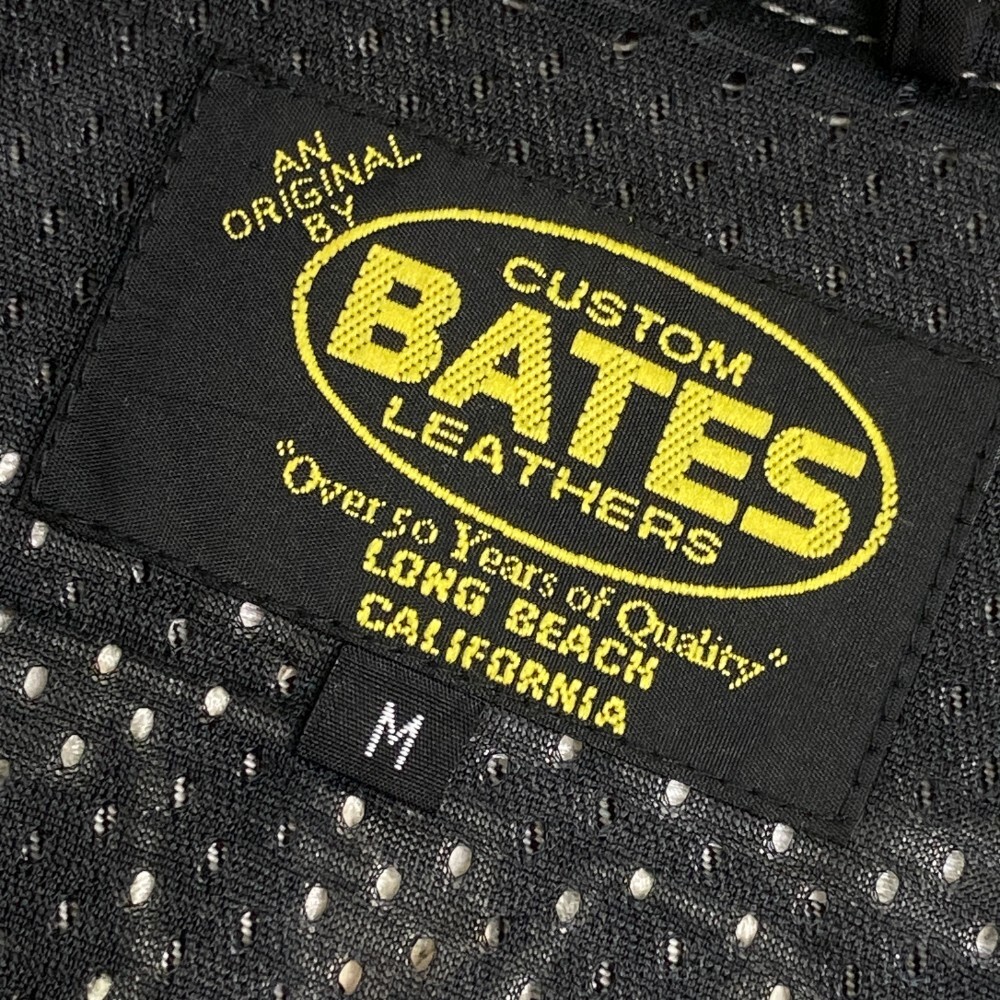 AN
ORIGINAL
BY
CUSTOM
BATES
LEATHERS
"Over 50 Years of Quality"
LONG BEACH
CALIFORNIA
M